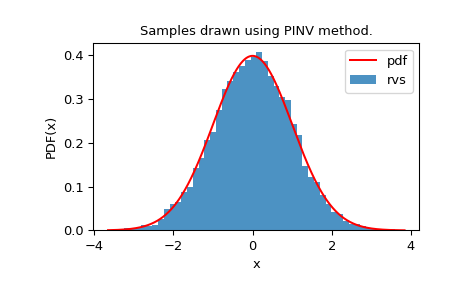 Samples drawn using PINV method.
pdf
rvs
PDF(x)
0.4
0.3
0.2
0.1
0.0
−4
−2
0
2
4
x